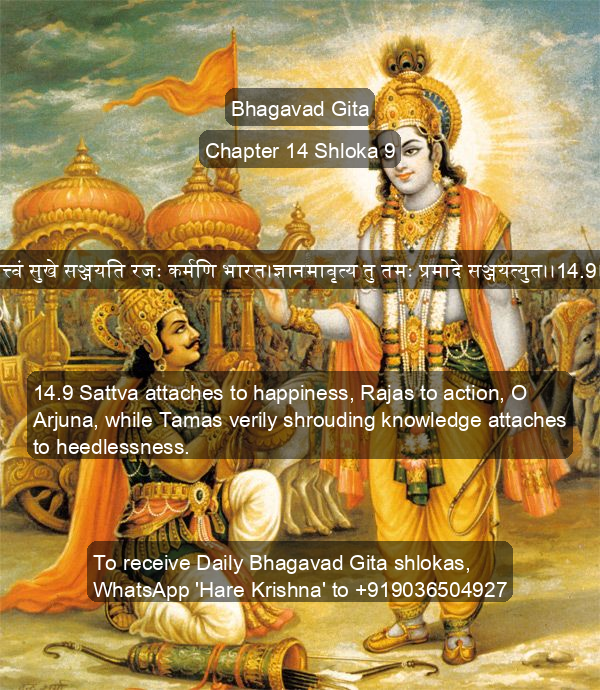 Bhagavad Gita
Chapter 14 Shloka 9
त्त्वं सुखे सञ्जयति रजः कर्मणि भारत।ज्ञानमावृत्य तु तमः प्रमादे सञ्जयत्युत।।14.9।
14.9 Sattva attaches to happiness, Rajas to action, O
Arjuna, while Tamas verily shrouding knowledge attaches
to heedlessness.
To receive Daily Bhagavad Gita shlokas,
WhatsApp 'Hare Krishna' to +919036504927